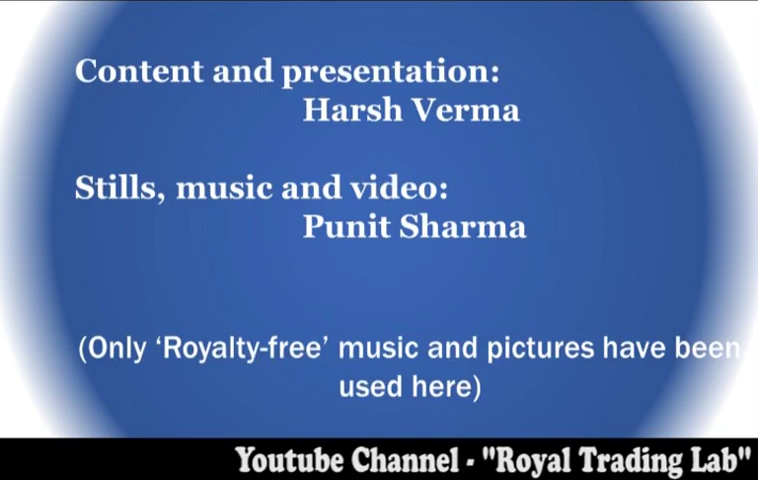 Content and presentation:
Harsh Verma
Stills, music and video:
Punit Sharma
(Only ‘Royalty-free’ music and pictures have been
used here)
Youtube Channel - "Royal Trading Lab"